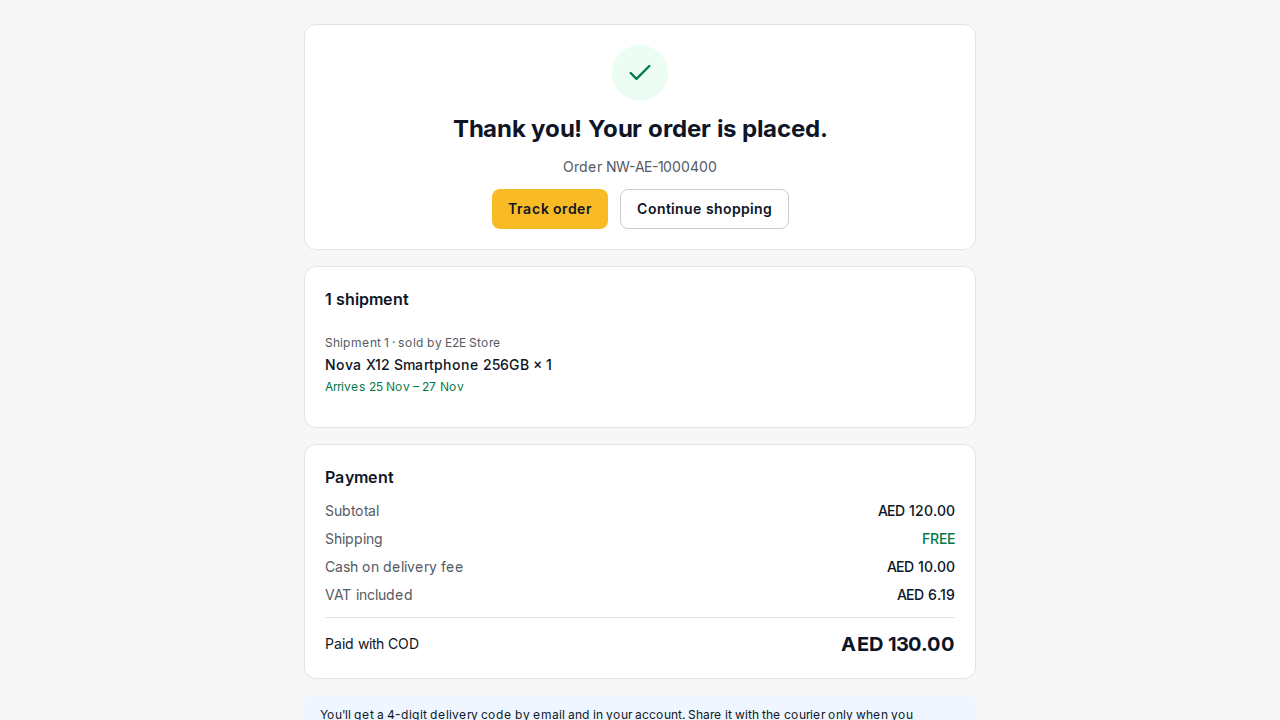 Thank you! Your order is placed.
Order NW-AE-1000400
Track order
Continue shopping
1 shipment
Shipment 1 · sold by E2E Store
Nova X12 Smartphone 256GB × 1
Arrives 25 Nov – 27 Nov
Payment
Subtotal AED 120.00
Shipping FREE
Cash on delivery fee AED 10.00
VAT included AED 6.19
Paid with COD AED 130.00
You'll get a 4-digit delivery code by email and in your account. Share it with the courier only when you